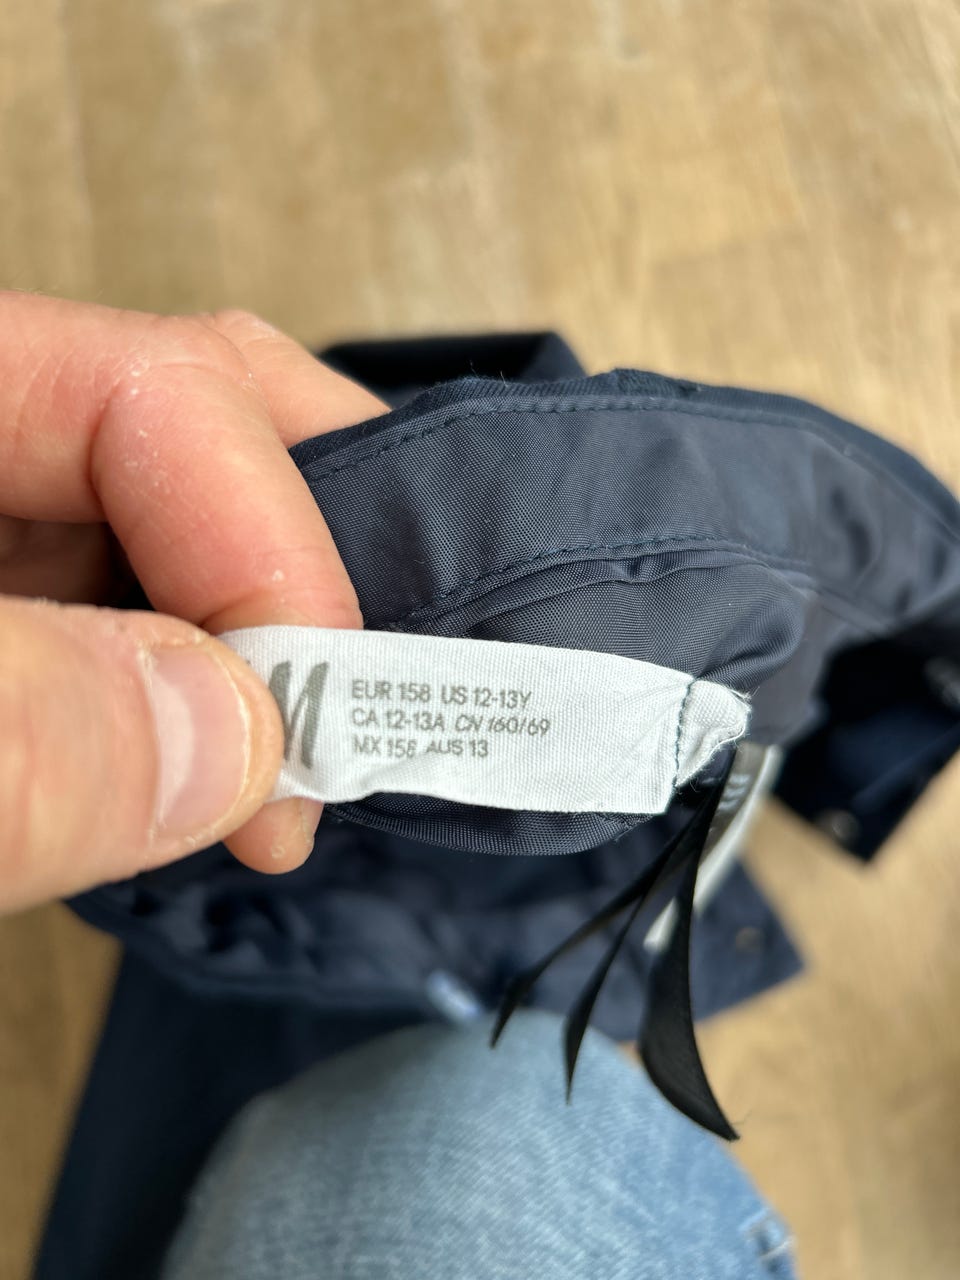 EUR 158 US 12-13Y
CA 12-13A CN 160/69
MX 158 AUS 13